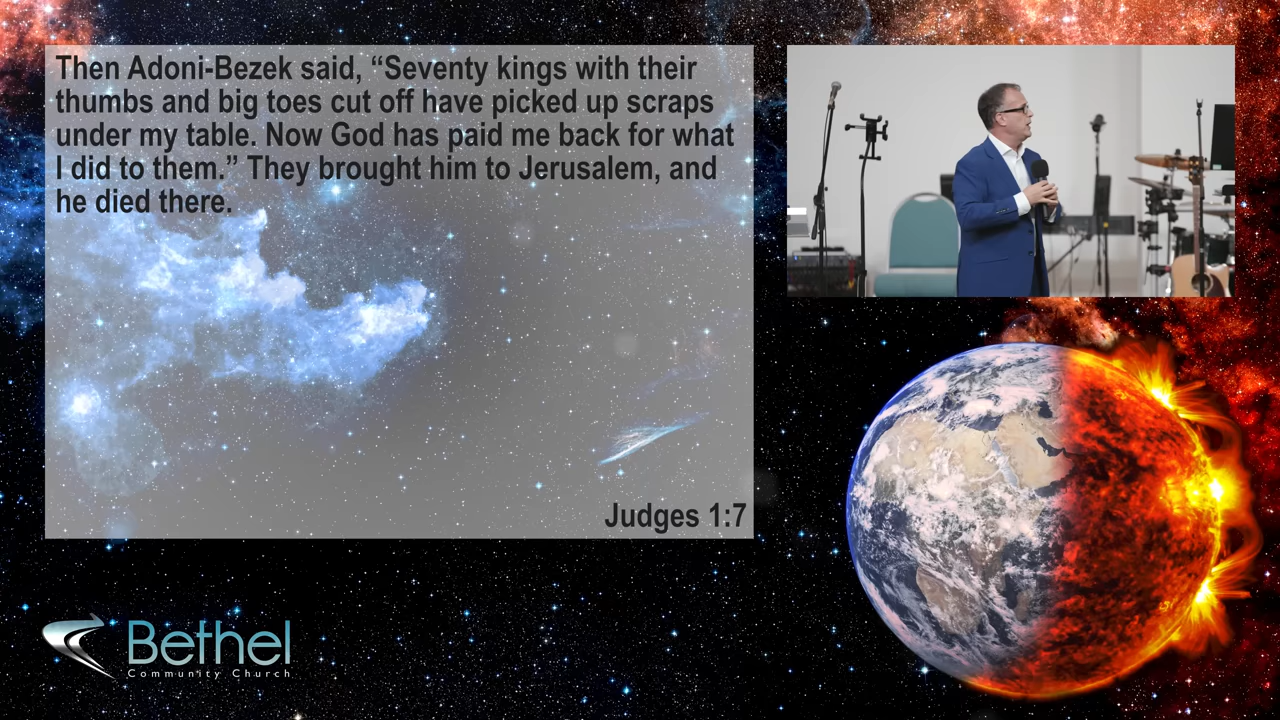 Then Adoni-Bezek said, “Seventy kings with their
thumbs and big toes cut off have picked up scraps
under my table. Now God has paid me back for what
I did to them.” They brought him to Jerusalem, and
he died there.
Judges 1:7
Bethel
Community Church